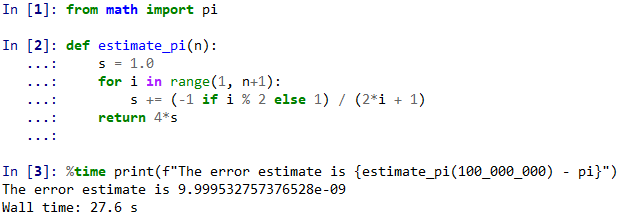 In [1]: from math import pi
In [2]: def estimate_pi(n):
   ...:     s = 1.0
   ...:     for i in range(1, n+1):
   ...:         s += (-1 if i % 2 else 1) / (2*i + 1)
   ...:     return 4*s
   ...:
In [3]: %time print(f"The error estimate is {estimate_pi(100_000_000) - pi}")
The error estimate is 9.999532757376528e-09
Wall time: 27.6 s